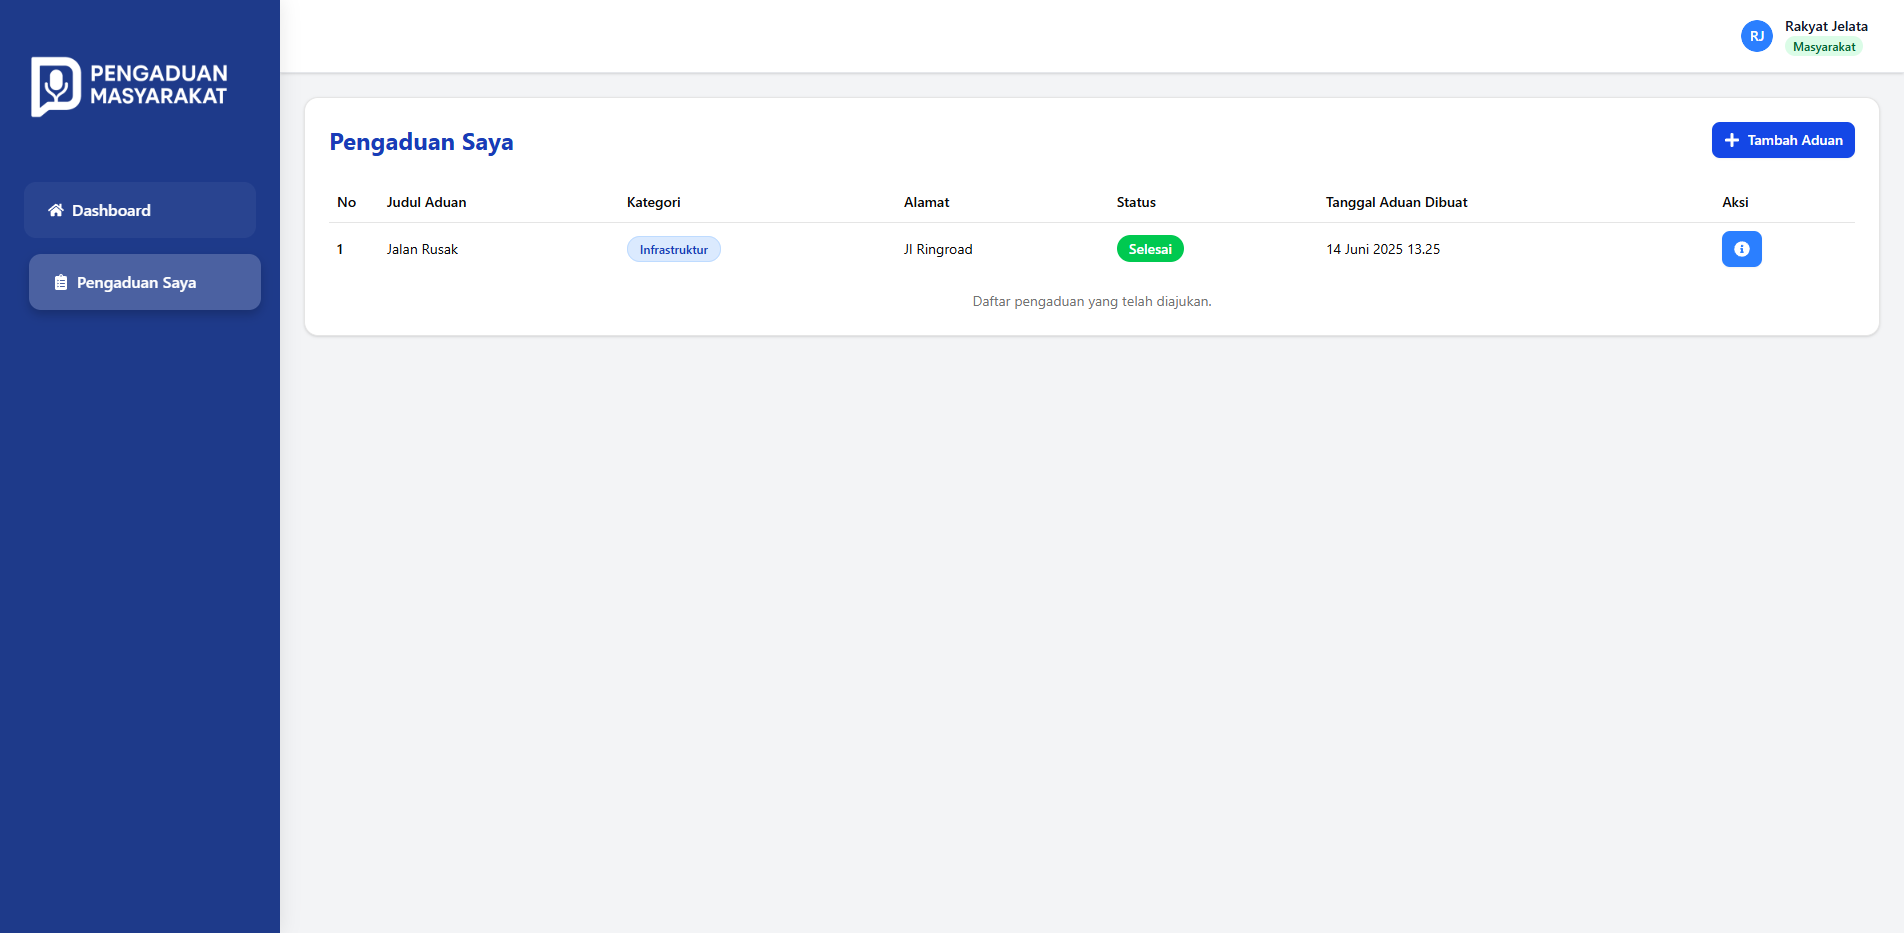 PENGADUAN
MASYARAKAT
Dashboard
Pengaduan Saya
RJ
Rakyat Jelata
Masyarakat
Pengaduan Saya
Tambah Aduan
No Judul Aduan Kategori Alamat Status Tanggal Aduan Dibuat Aksi
1 Jalan Rusak Infrastruktur Jl Ringroad Selesai 14 Juni 2025 13.25
Daftar pengaduan yang telah diajukan.